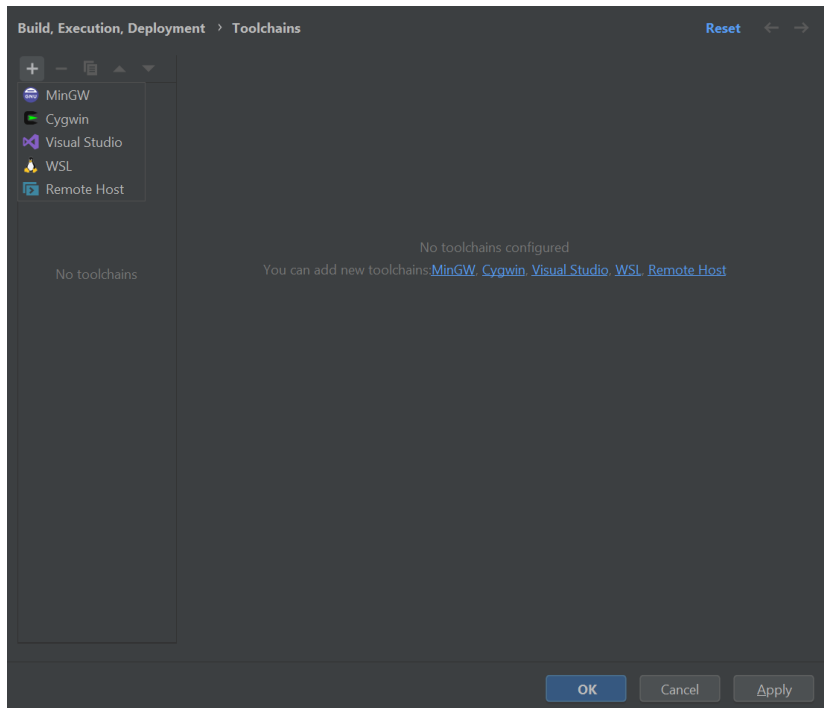 Build, Execution, Deployment › Toolchains
Reset
MinGW
Cygwin
Visual Studio
WSL
Remote Host
No toolchains
No toolchains configured
You can add new toolchains:MinGW, Cygwin, Visual Studio, WSL, Remote Host
OK
Cancel
Apply